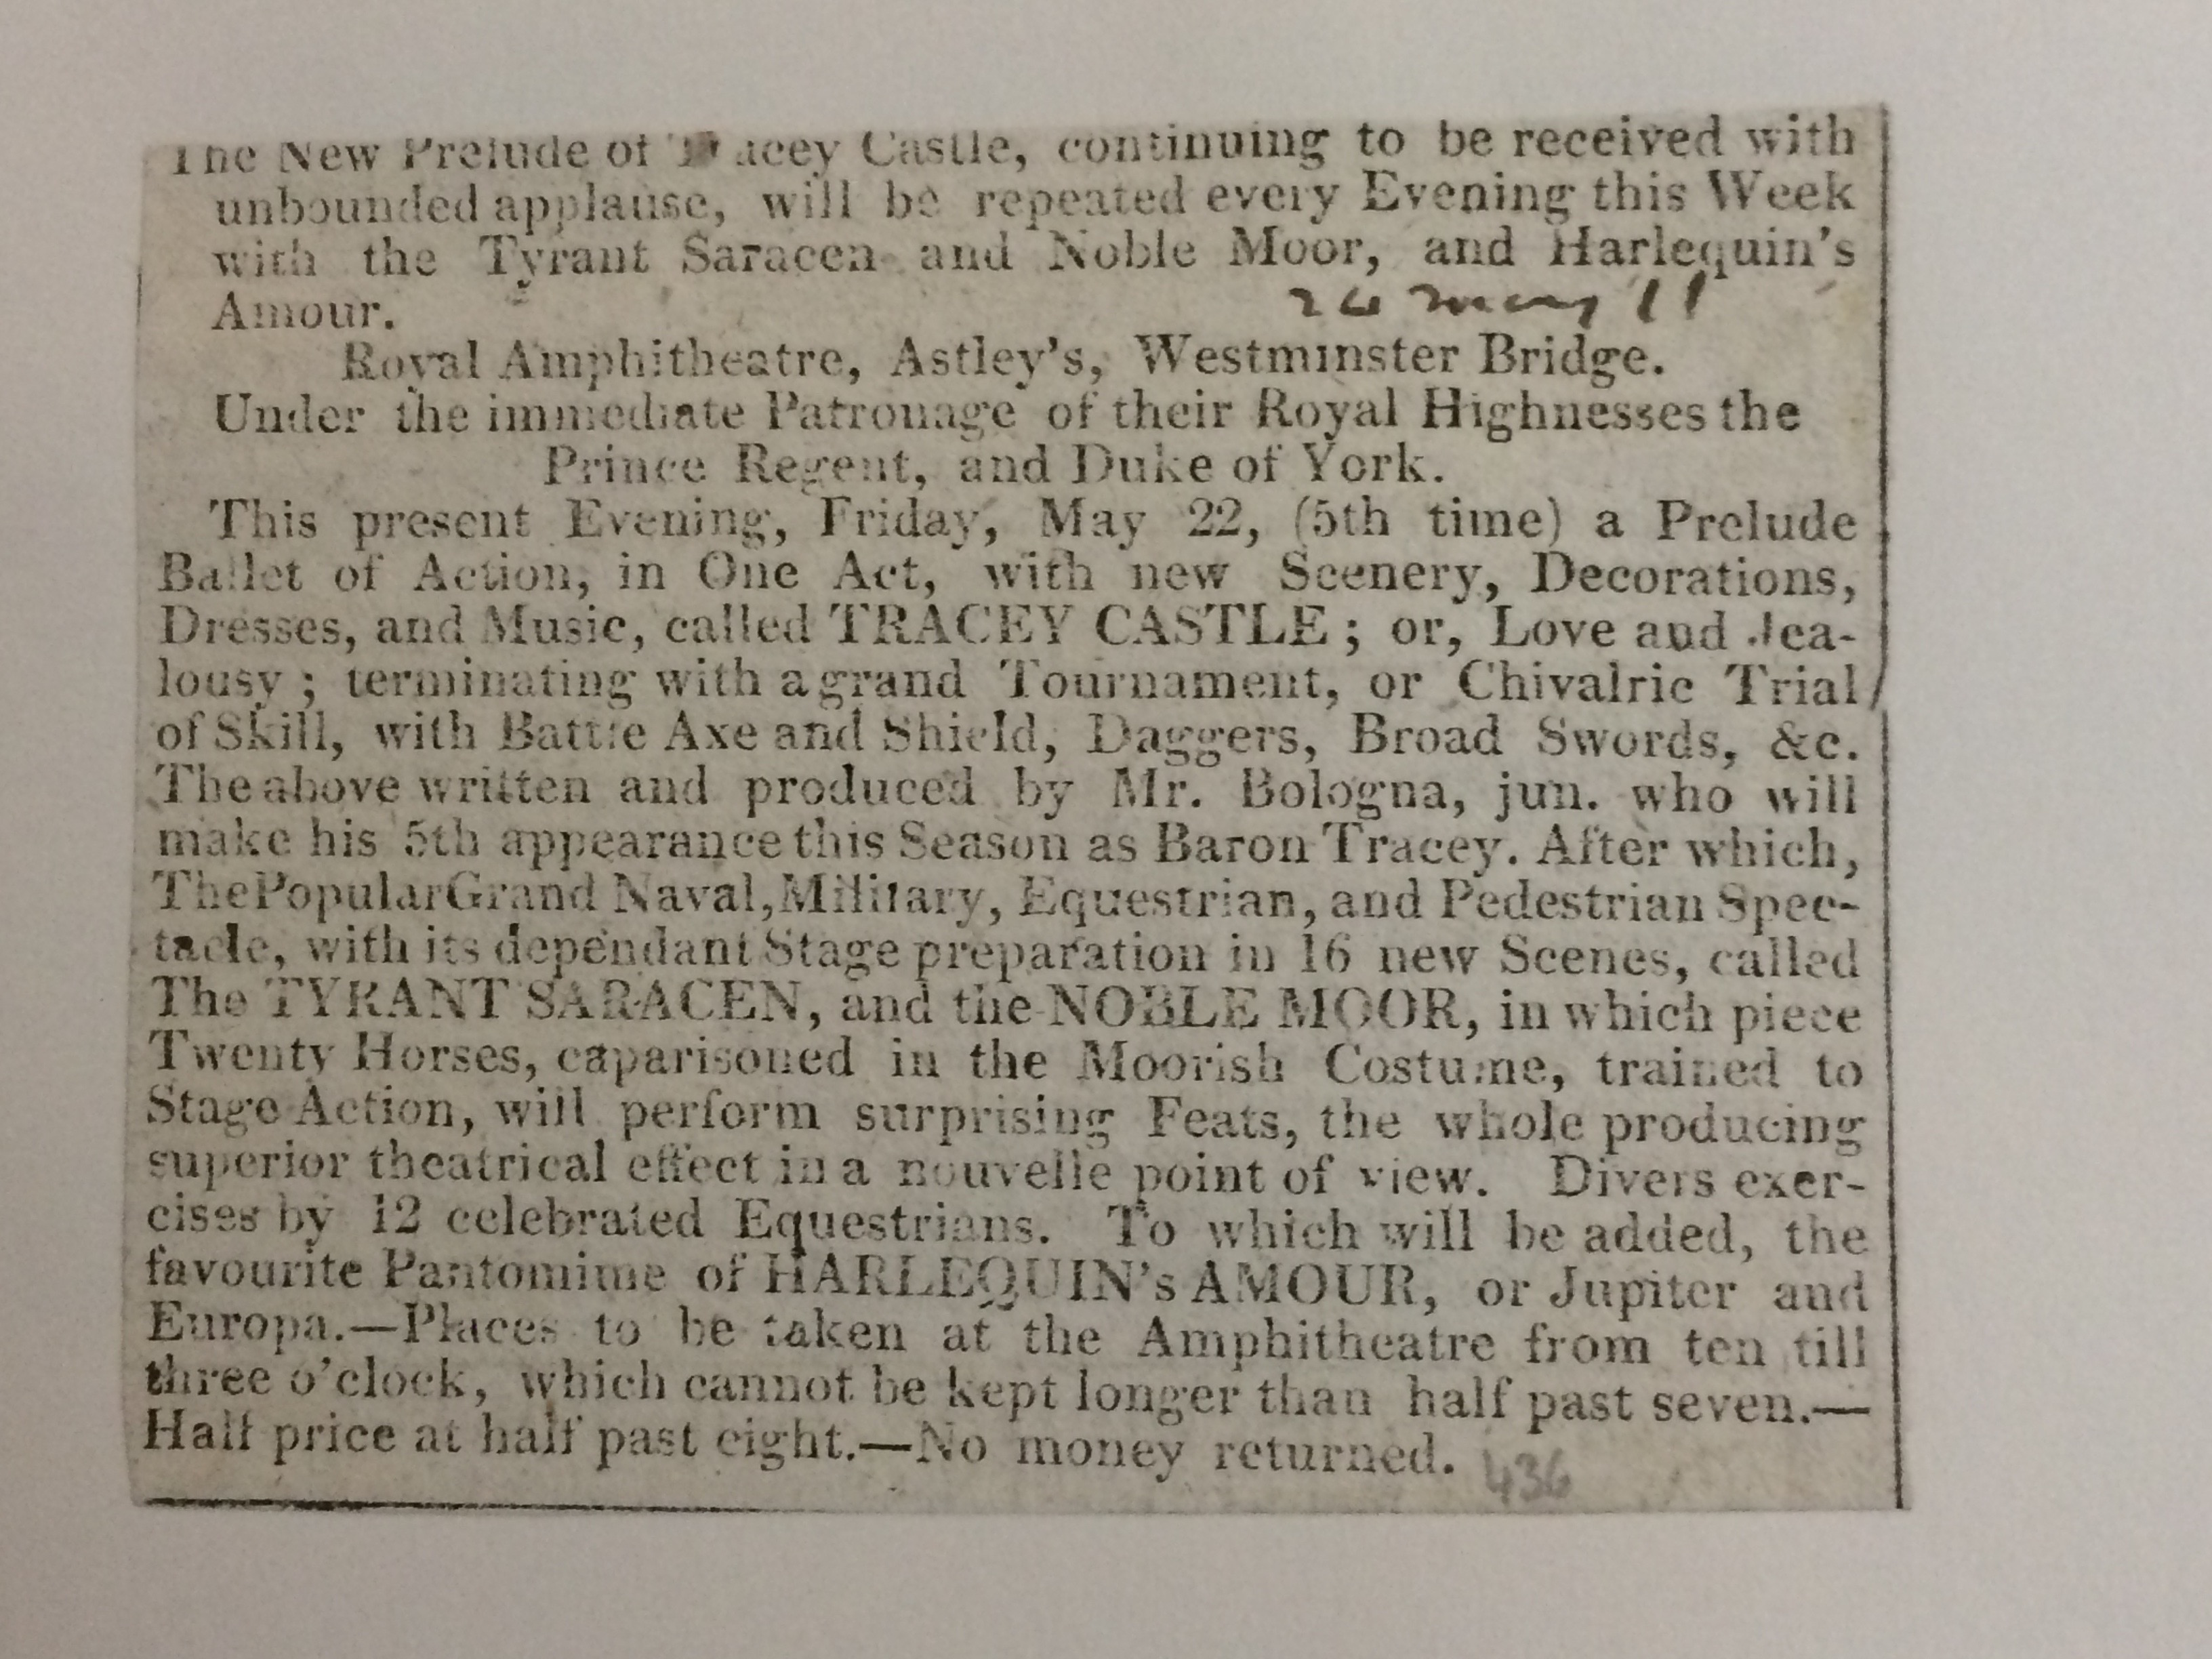 The New Prelude of Tracey Castle, continuing to be received with
unbounded applause, will be repeated every Evening this Week
with the Tyrant Saracen and Noble Moor, and Harlequin's
Amour.
24 May 11
Royal Amphitheatre, Astley's, Westminster Bridge.
Under the immediate Patronage of their Royal Highnesses the
Prince Regent, and Duke of York.
This present Evening, Friday, May 22, (5th time) a Prelude
Ballet of Action, in One Act, with new Scenery, Decorations,
Dresses, and Music, called TRACEY CASTLE; or, Love and Jea-
lousy; terminating with a grand Tournament, or Chivalric Trial
of Skill, with Battle Axe and Shield, Daggers, Broad Swords, &c.
The above written and produced by Mr. Bologna, jun. who will
make his 5th appearance this Season as Baron Tracey. After which,
The Popular Grand Naval, Military, Equestrian, and Pedestrian Spec-
tacle, with its dependant Stage preparation in 16 new Scenes, called
The TYRANT SARACEN, and the NOBLE MOOR, in which piece
Twenty Horses, caparisoned in the Moorish Costume, trained to
Stage Action, will perform surprising Feats, the whole producing
superior theatrical effect in a nouvelle point of view. Divers exer-
cises by 12 celebrated Equestrians. To which will be added, the
favourite Pantomime of HARLEQUIN's AMOUR, or Jupiter and
Europa.—Places to be taken at the Amphitheatre from ten till
three o'clock, which cannot be kept longer than half past seven.—
Half price at half past eight.—No money returned.
436